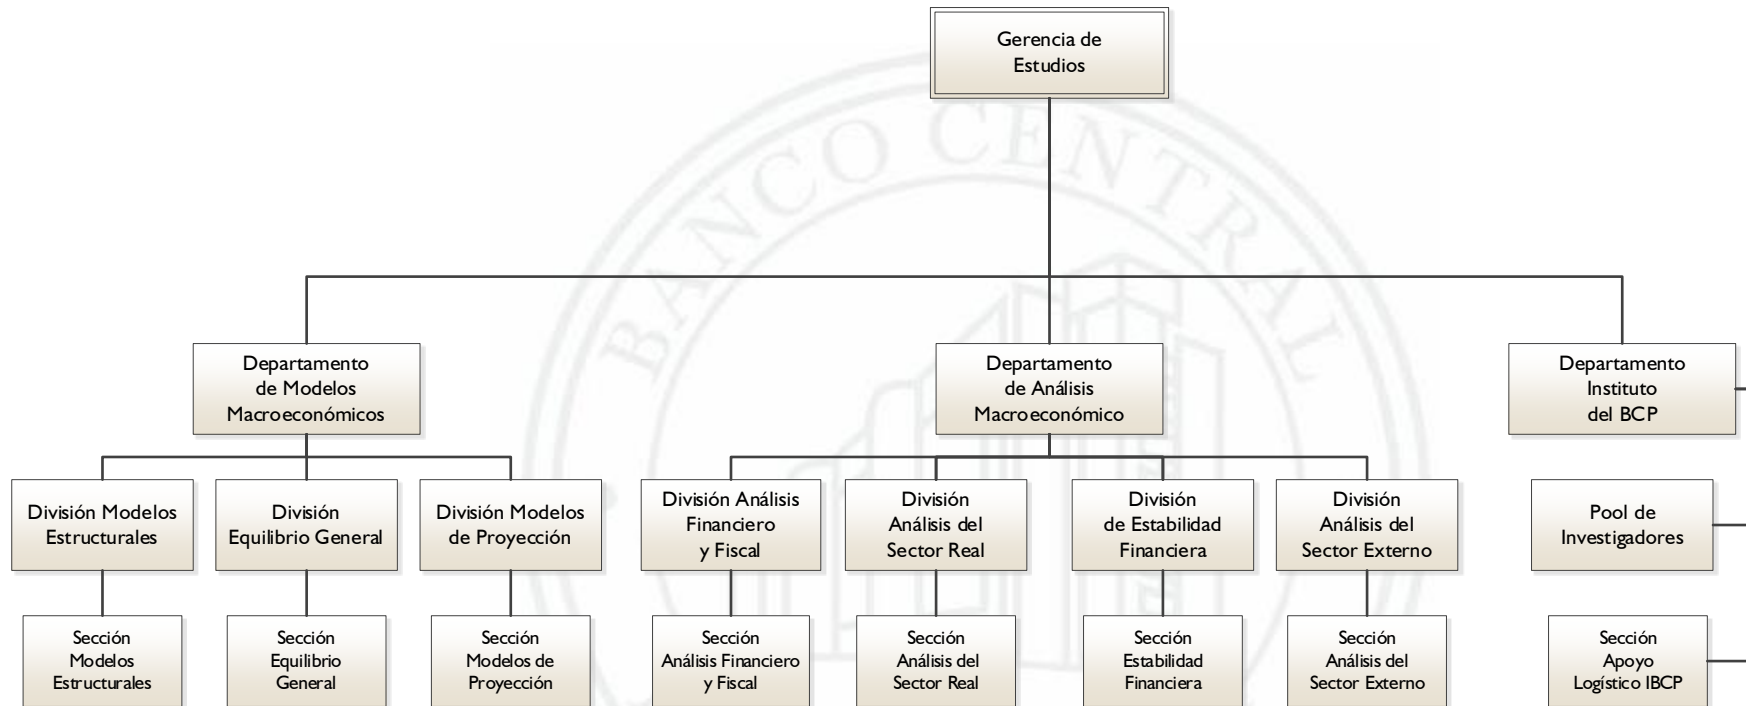 Gerencia de
Estudios
BANCO CENTRAL
Departamento
de Modelos
Macroeconómicos
Departamento
de Análisis
Macroeconómico
Departamento
Instituto
del BCP
División Modelos
Estructurales
División
Equilibrio General
División Modelos
de Proyección
División Análisis
Financiero
y Fiscal
División
Análisis del
Sector Real
División
de Estabilidad
Financiera
División
Análisis del
Sector Externo
Pool de
Investigadores
Sección
Modelos
Estructurales
Sección
Equilibrio
General
Sección
Modelos de
Proyección
Sección
Análisis Financiero
y Fiscal
Sección
Análisis del
Sector Real
Sección
Estabilidad
Financiera
Sección
Análisis del
Sector Externo
Sección
Apoyo
Logístico IBCP